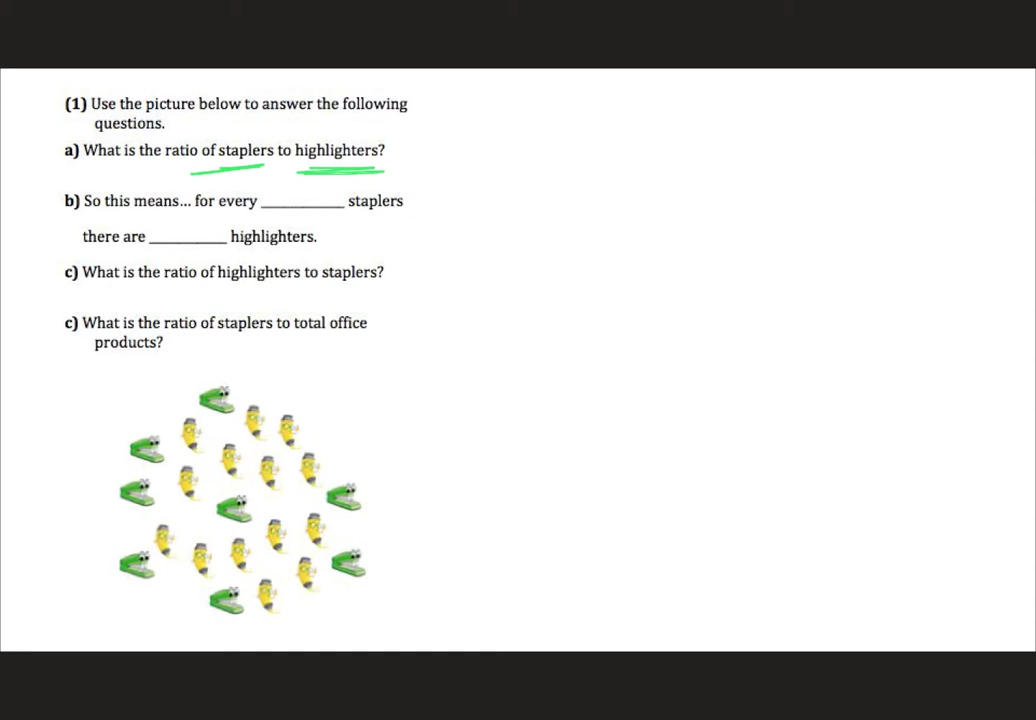 (1) Use the picture below to answer the following
questions.
a) What is the ratio of staplers to highlighters?
b) So this means... for every __________ staplers
there are _________ highlighters.
c) What is the ratio of highlighters to staplers?
c) What is the ratio of staplers to total office
products?